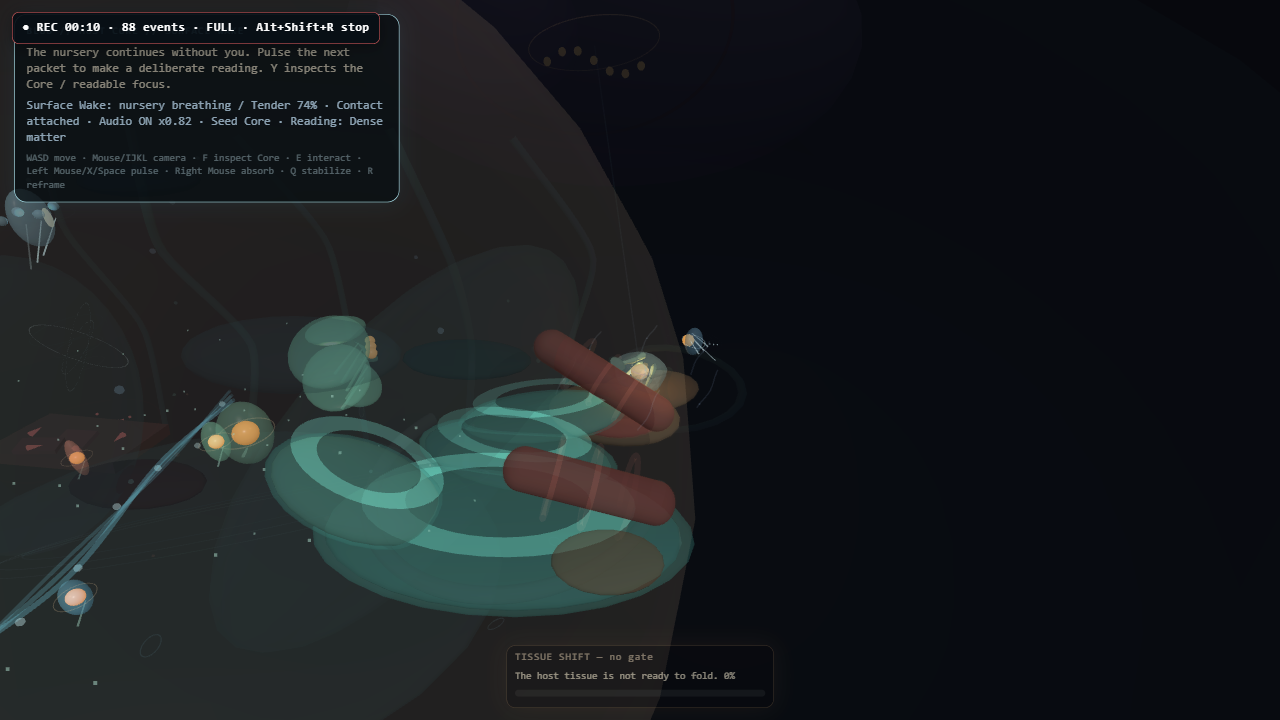 ● REC 00:10 · 88 events · FULL · Alt+Shift+R stop
The nursery continues without you. Pulse the next
packet to make a deliberate reading. Y inspects the
Core / readable focus.
Surface Wake: nursery breathing / Tender 74% · Contact
attached · Audio ON x0.82 · Seed Core · Reading: Dense
matter
WASD move · Mouse/IJKL camera · F inspect Core · E interact ·
Left Mouse/X/Space pulse · Right Mouse absorb · Q stabilize · R
reframe
TISSUE SHIFT — no gate
The host tissue is not ready to fold. 0%